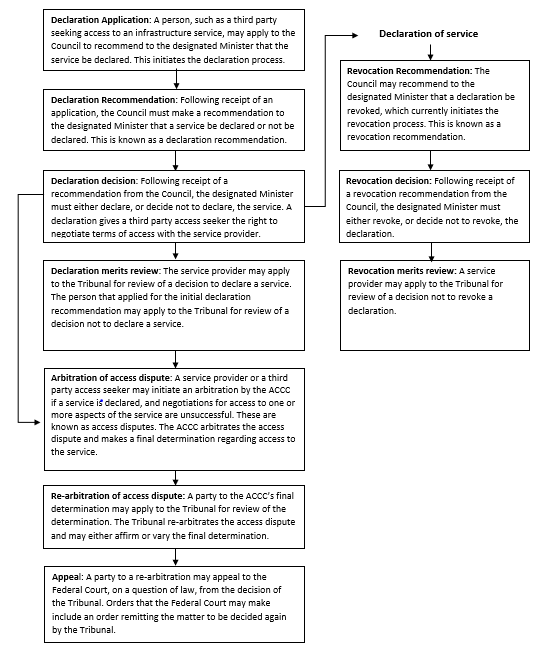 Declaration Application: A person, such as a third party
seeking access to an infrastructure service, may apply to the
Council to recommend to the designated Minister that the
service be declared. This initiates the declaration process.
Declaration Recommendation: Following receipt of an
application, the Council must make a recommendation to
the designated Minister that a service be declared or not be
declared. This is known as a declaration recommendation.
Declaration decision: Following receipt of a
recommendation from the Council, the designated Minister
must either declare, or decide not to declare, the service. A
declaration gives a third party access seeker the right to
negotiate terms of access with the service provider.
Declaration merits review: The service provider may apply
to the Tribunal for review of a decision to declare a service.
The person that applied for the initial declaration
recommendation may apply to the Tribunal for review of a
decision not to declare a service.
Arbitration of access dispute: A service provider or a third
party access seeker may initiate an arbitration by the ACCC
if a service is declared, and negotiations for access to one or
more aspects of the service are unsuccessful. These are
known as access disputes. The ACCC arbitrates the access
dispute and makes a final determination regarding access to
the service.
Re-arbitration of access dispute: A party to the ACCC's final
determination may apply to the Tribunal for review of the
determination. The Tribunal re-arbitrates the access dispute
and may either affirm or vary the final determination.
Appeal: A party to a re-arbitration may appeal to the
Federal Court, on a question of law, from the decision of
the Tribunal. Orders that the Federal Court may make
include an order remitting the matter to be decided again
by the Tribunal.
Declaration of service
Revocation Recommendation: The
Council may recommend to the
designated Minister that a declaration be
revoked, which currently initiates the
revocation process. This is known as a
revocation recommendation.
Revocation decision: Following receipt of
a revocation recommendation from the
Council, the designated Minister must
either revoke, or decide not to revoke, the
declaration.
Revocation merits review: A service
provider may apply to the Tribunal for
review of a decision not to revoke a
declaration.